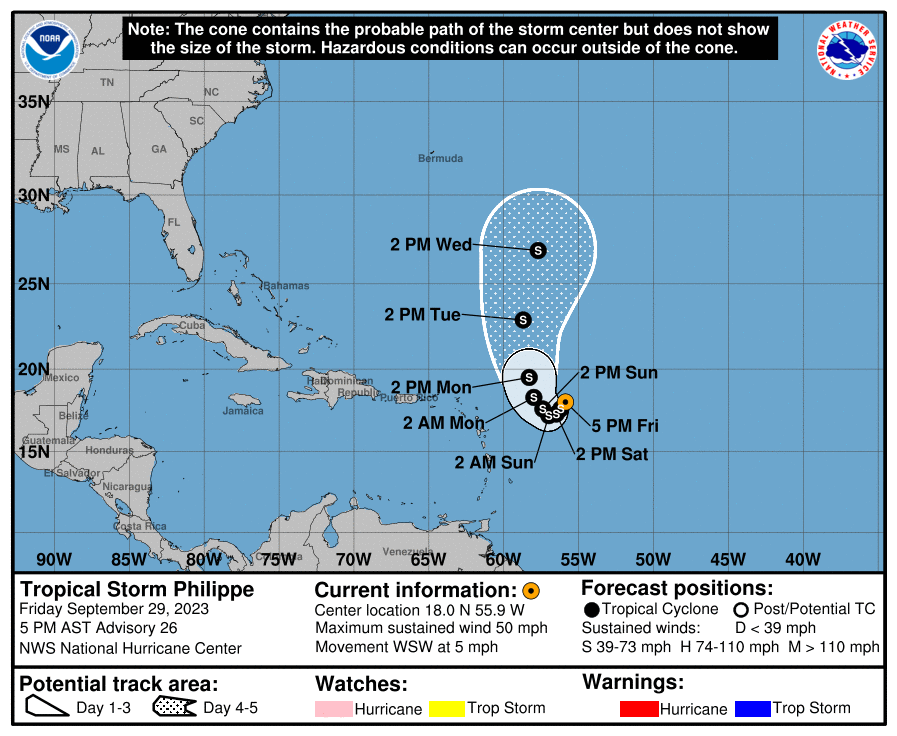 Note: The cone contains the probable path of the storm center but does not show
the size of the storm. Hazardous conditions can occur outside of the cone.
NOAA
NATIONAL WEATHER SERVICE
TN
NC
35N
SC
MS
AL
GA
Bermuda
30N
FL
2 PM Wed
S
25N
Bahamas
2 PM Tue
S
Cuba
20N
Mexico
2 PM Mon
S
2 PM Sun
Dominican
Republic
Puerto Rico
Jamaica
Belize
2 AM Mon
S
S
S
S
5 PM Fri
Guatemala
15N
Honduras
2 AM Sun
2 PM Sat
El Salvador
Nicaragua
Costa Rica
Venezuela
90W
85W
80W
75W
70W
65W
60W
55W
50W
45W
40W
Tropical Storm Philippe
Friday September 29, 2023
5 PM AST Advisory 26
NWS National Hurricane Center
Current information:
Center location 18.0 N 55.9 W
Maximum sustained wind 50 mph
Movement WSW at 5 mph
Forecast positions:
Tropical Cyclone
Post/Potential TC
Sustained winds: D < 39 mph
S 39-73 mph H 74-110 mph M > 110 mph
Potential track area:
Day 1-3
Day 4-5
Watches:
Hurricane
Trop Storm
Warnings:
Hurricane
Trop Storm